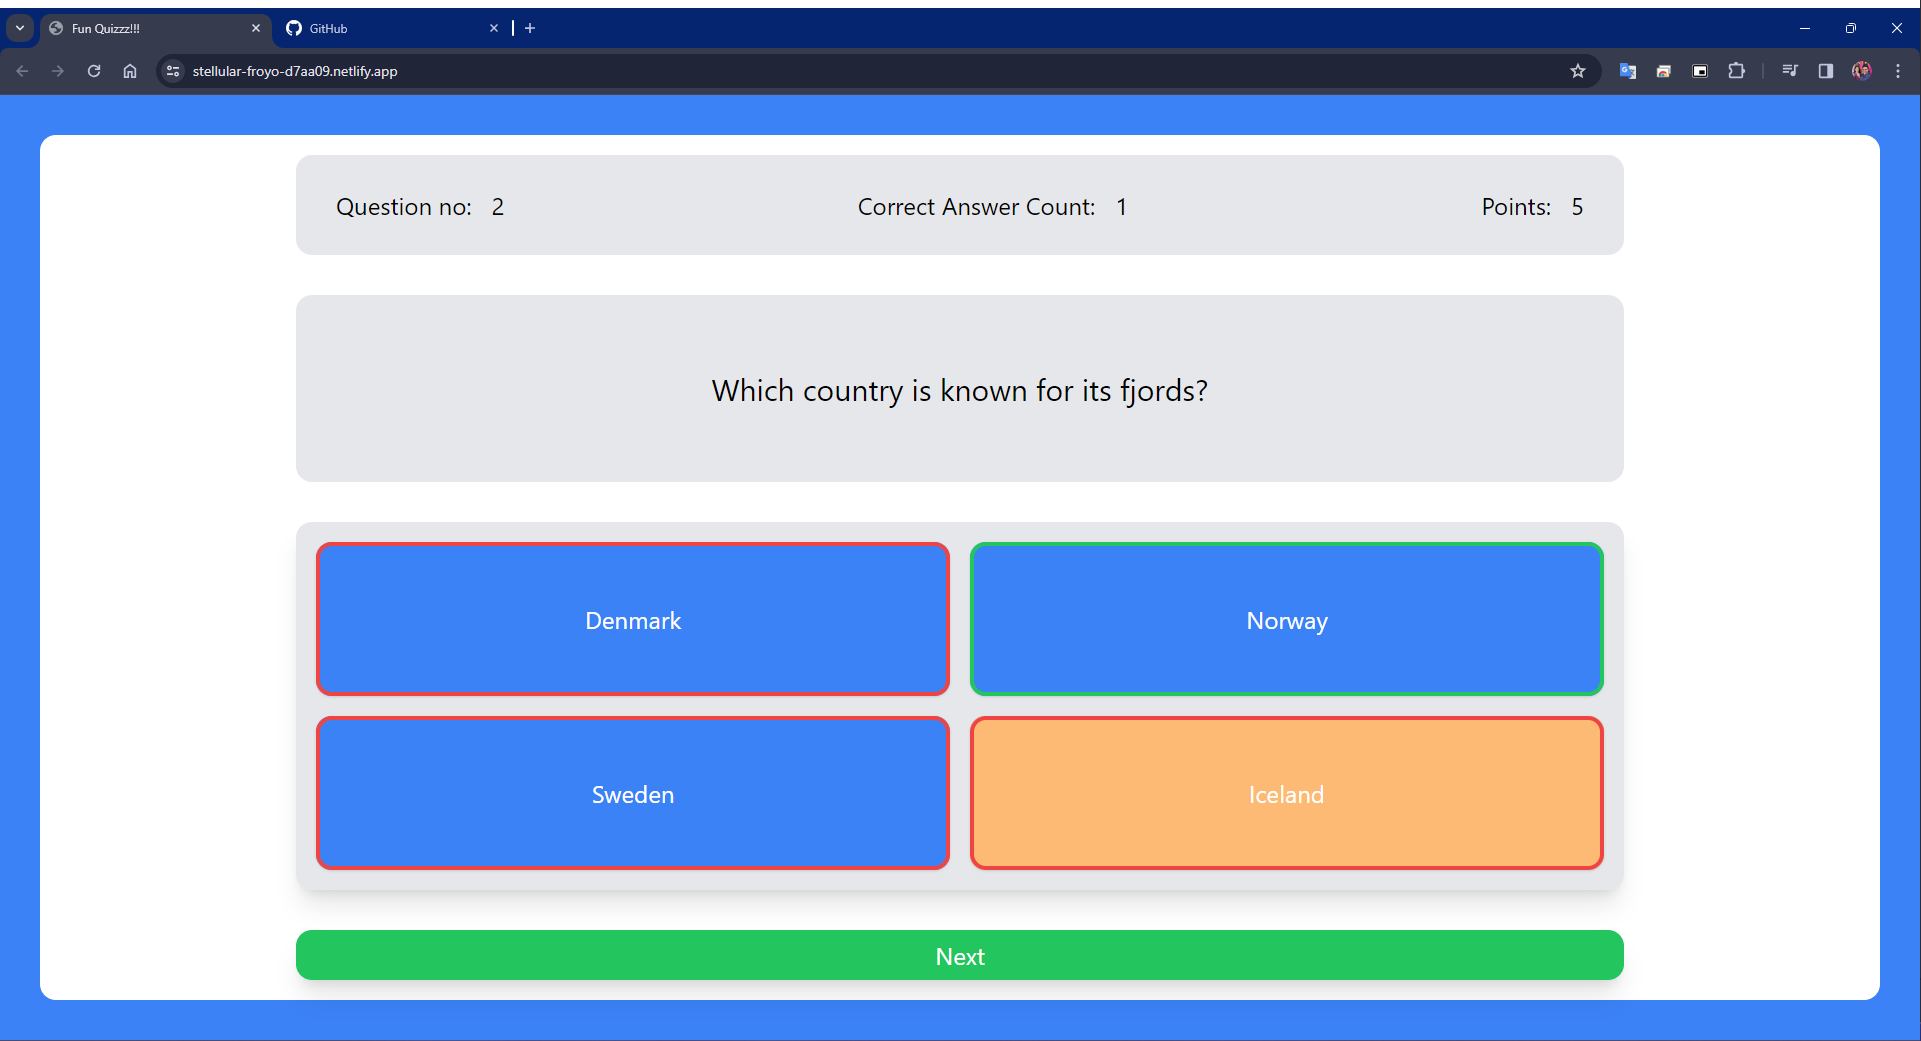 Fun Quizzz!!!
GitHub
stellular-froyo-d7aa09.netlify.app
Question no: 2
Correct Answer Count: 1
Points: 5
Which country is known for its fjords?
Denmark
Norway
Sweden
Iceland
Next